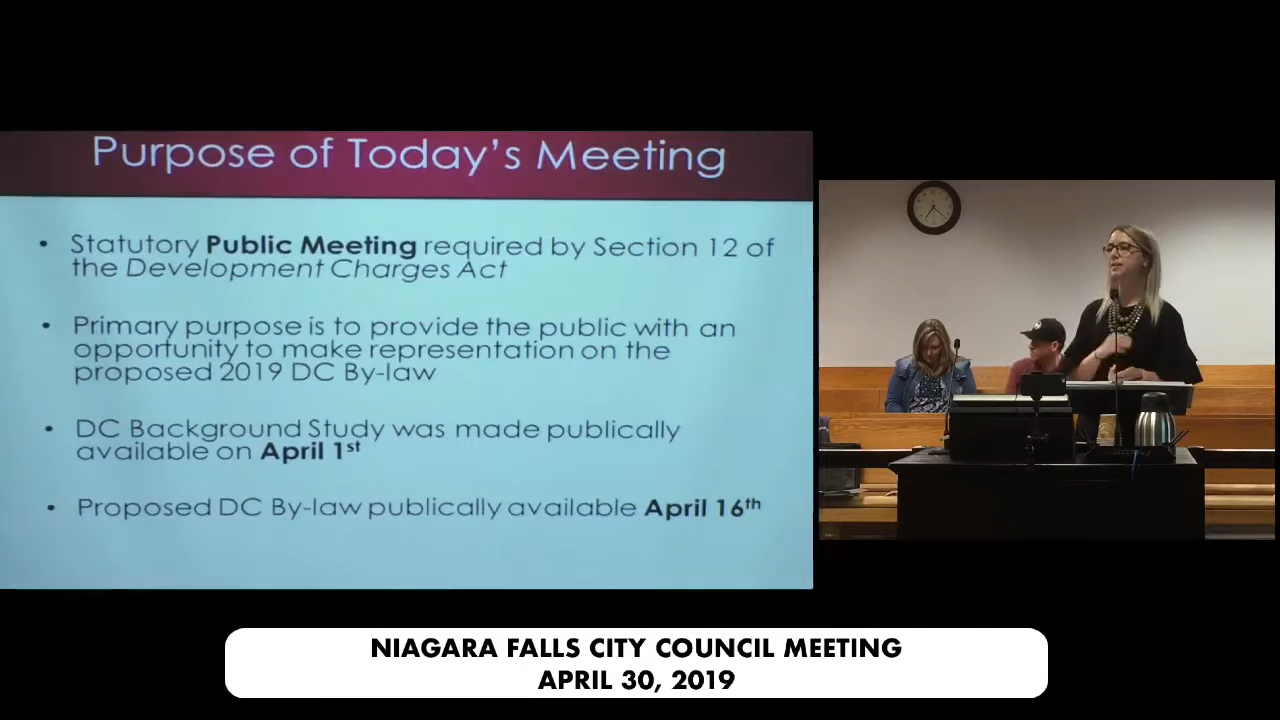 Purpose of Today's Meeting
• Statutory Public Meeting required by Section 12 of
the Development Charges Act
• Primary purpose is to provide the public with an
opportunity to make representation on the
proposed 2019 DC By-law
• DC Background Study was made publically
available on April 1st
• Proposed DC By-law publically available April 16th
NIAGARA FALLS CITY COUNCIL MEETING
APRIL 30, 2019